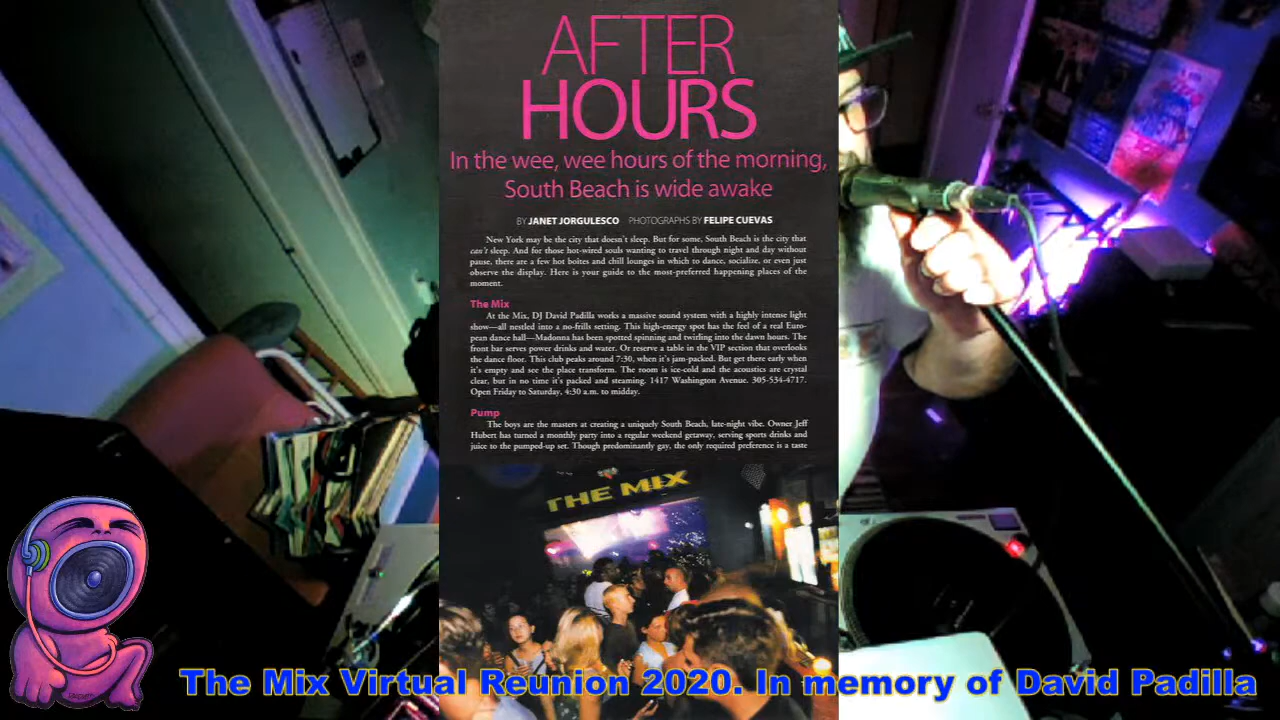 AFTER
HOURS
In the wee, wee hours of the morning,
South Beach is wide awake
BY JANET JORGULESCO PHOTOGRAPHS BY FELIPE CUEVAS
New York may be the city that doesn't sleep. But for some, South Beach is the city that
can't sleep. And for those hot-wired souls wanting to travel through night and day without
pause, there are a few hot boîtes and chill lounges in which to dance, socialize, or even just
observe the display. Here is your guide to the most-preferred happening places of the
moment.
The Mix
At the Mix, DJ David Padilla works a massive sound system with a highly intense light
show—all nestled into a no-frills setting. This high-energy spot has the feel of a real Euro-
pean dance hall—Madonna has been spotted spinning and twirling into the dawn hours. The
front bar serves power drinks and water. Or reserve a table in the VIP section that overlooks
the dance floor. This club peaks around 7:30, when it's jam-packed. But get there early when
it's empty and see the place transform. The room is ice-cold and the acoustics are crystal
clear, but in no time it's packed and steaming. 1417 Washington Avenue. 305-534-4717.
Open Friday to Saturday, 4:30 a.m. to midday.
Pump
The boys are the masters at creating a uniquely South Beach, late-night vibe. Owner Jeff
Hubert has turned a monthly party into a regular weekend getaway, serving sports drinks and
juice to the pumped-up set. Though predominantly gay, the only required preference is a taste
THE MIX
The Mix Virtual Reunion 2020. In memory of David Padilla